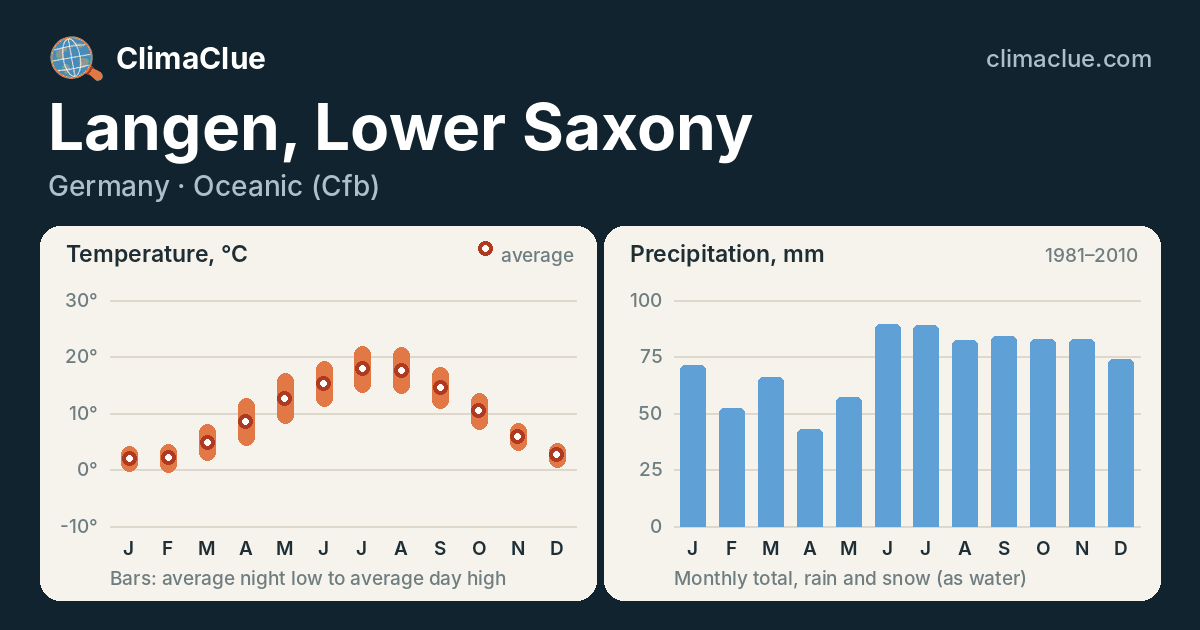 ClimaClue
climaclue.com
Langen, Lower Saxony
Germany · Oceanic (Cfb)
Temperature, °C
average
30°
20°
10°
0°
-10°
J F M A M J J A S O N D
Bars: average night low to average day high
Precipitation, mm
1981–2010
100
75
50
25
0
J F M A M J J A S O N D
Monthly total, rain and snow (as water)